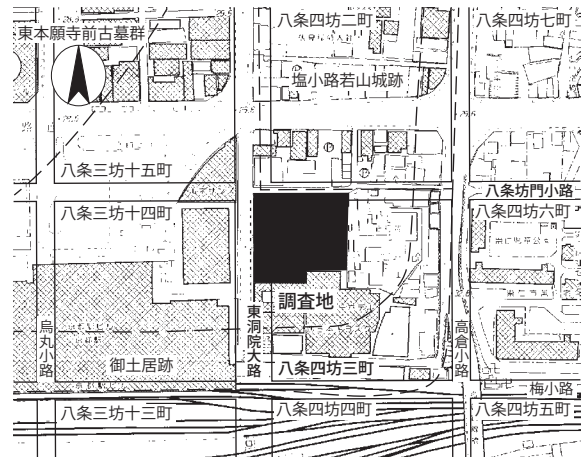 八条四坊二町
八条四坊七町
東本願寺前古墓群
塩小路若山城跡
八条三坊十五町
八条坊門小路
八条三坊十四町
八条四坊六町
調査地
烏丸小路
東洞院大路
高倉小路
御土居跡
八条四坊三町
梅小路
八条三坊十三町
八条四坊四町
八条四坊五町